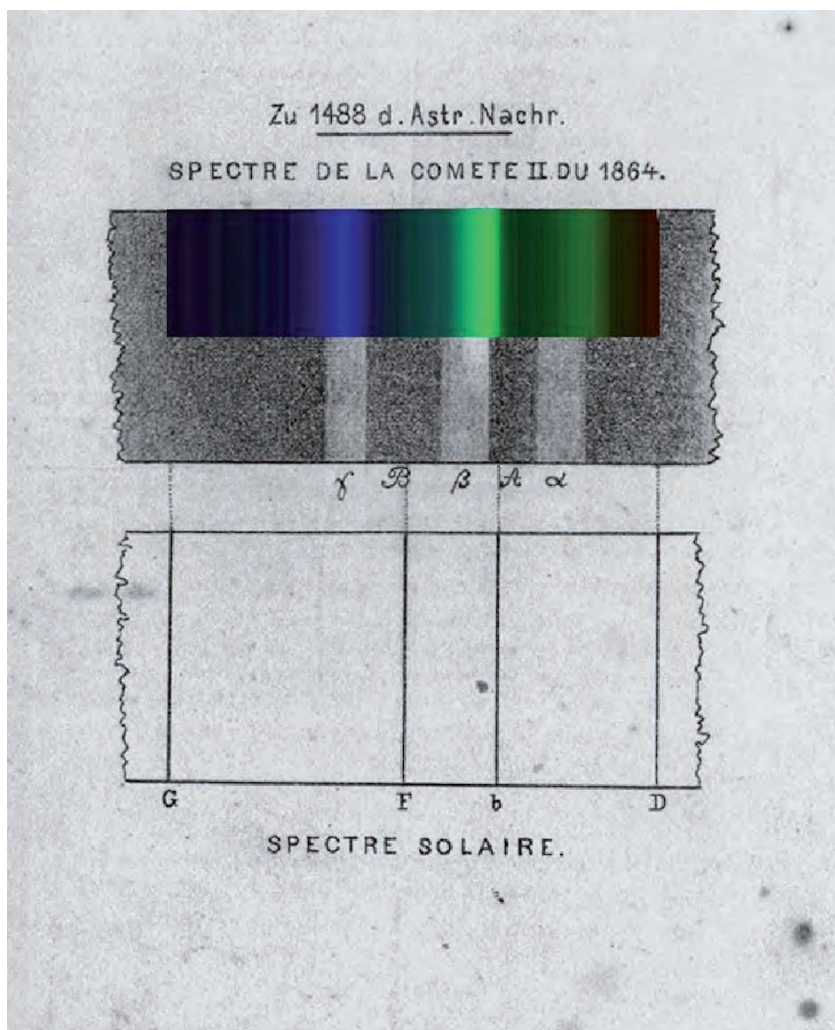 Zu 1488 d. Astr. Nachr.
SPECTRE DE LA COMETE II. DU 1864.
γ ℬ β 𝒜 α
G F b D
SPECTRE SOLAIRE.